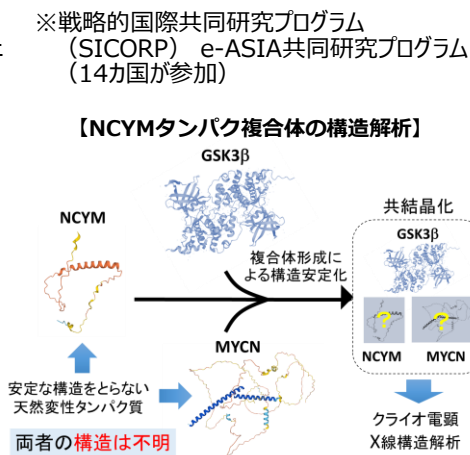 ※戦略的国際共同研究プログラム
（SICORP） e-ASIA共同研究プログラム
（14カ国が参加）
【NCYMタンパク複合体の構造解析】
GSK3β
NCYM
共結晶化
GSK3β
複合体形成に
よる構造安定化
?
?
MYCN
NCYM
MYCN
安定な構造をとらない
天然変性タンパク質
両者の構造は不明
クライオ電顕
X線構造解析